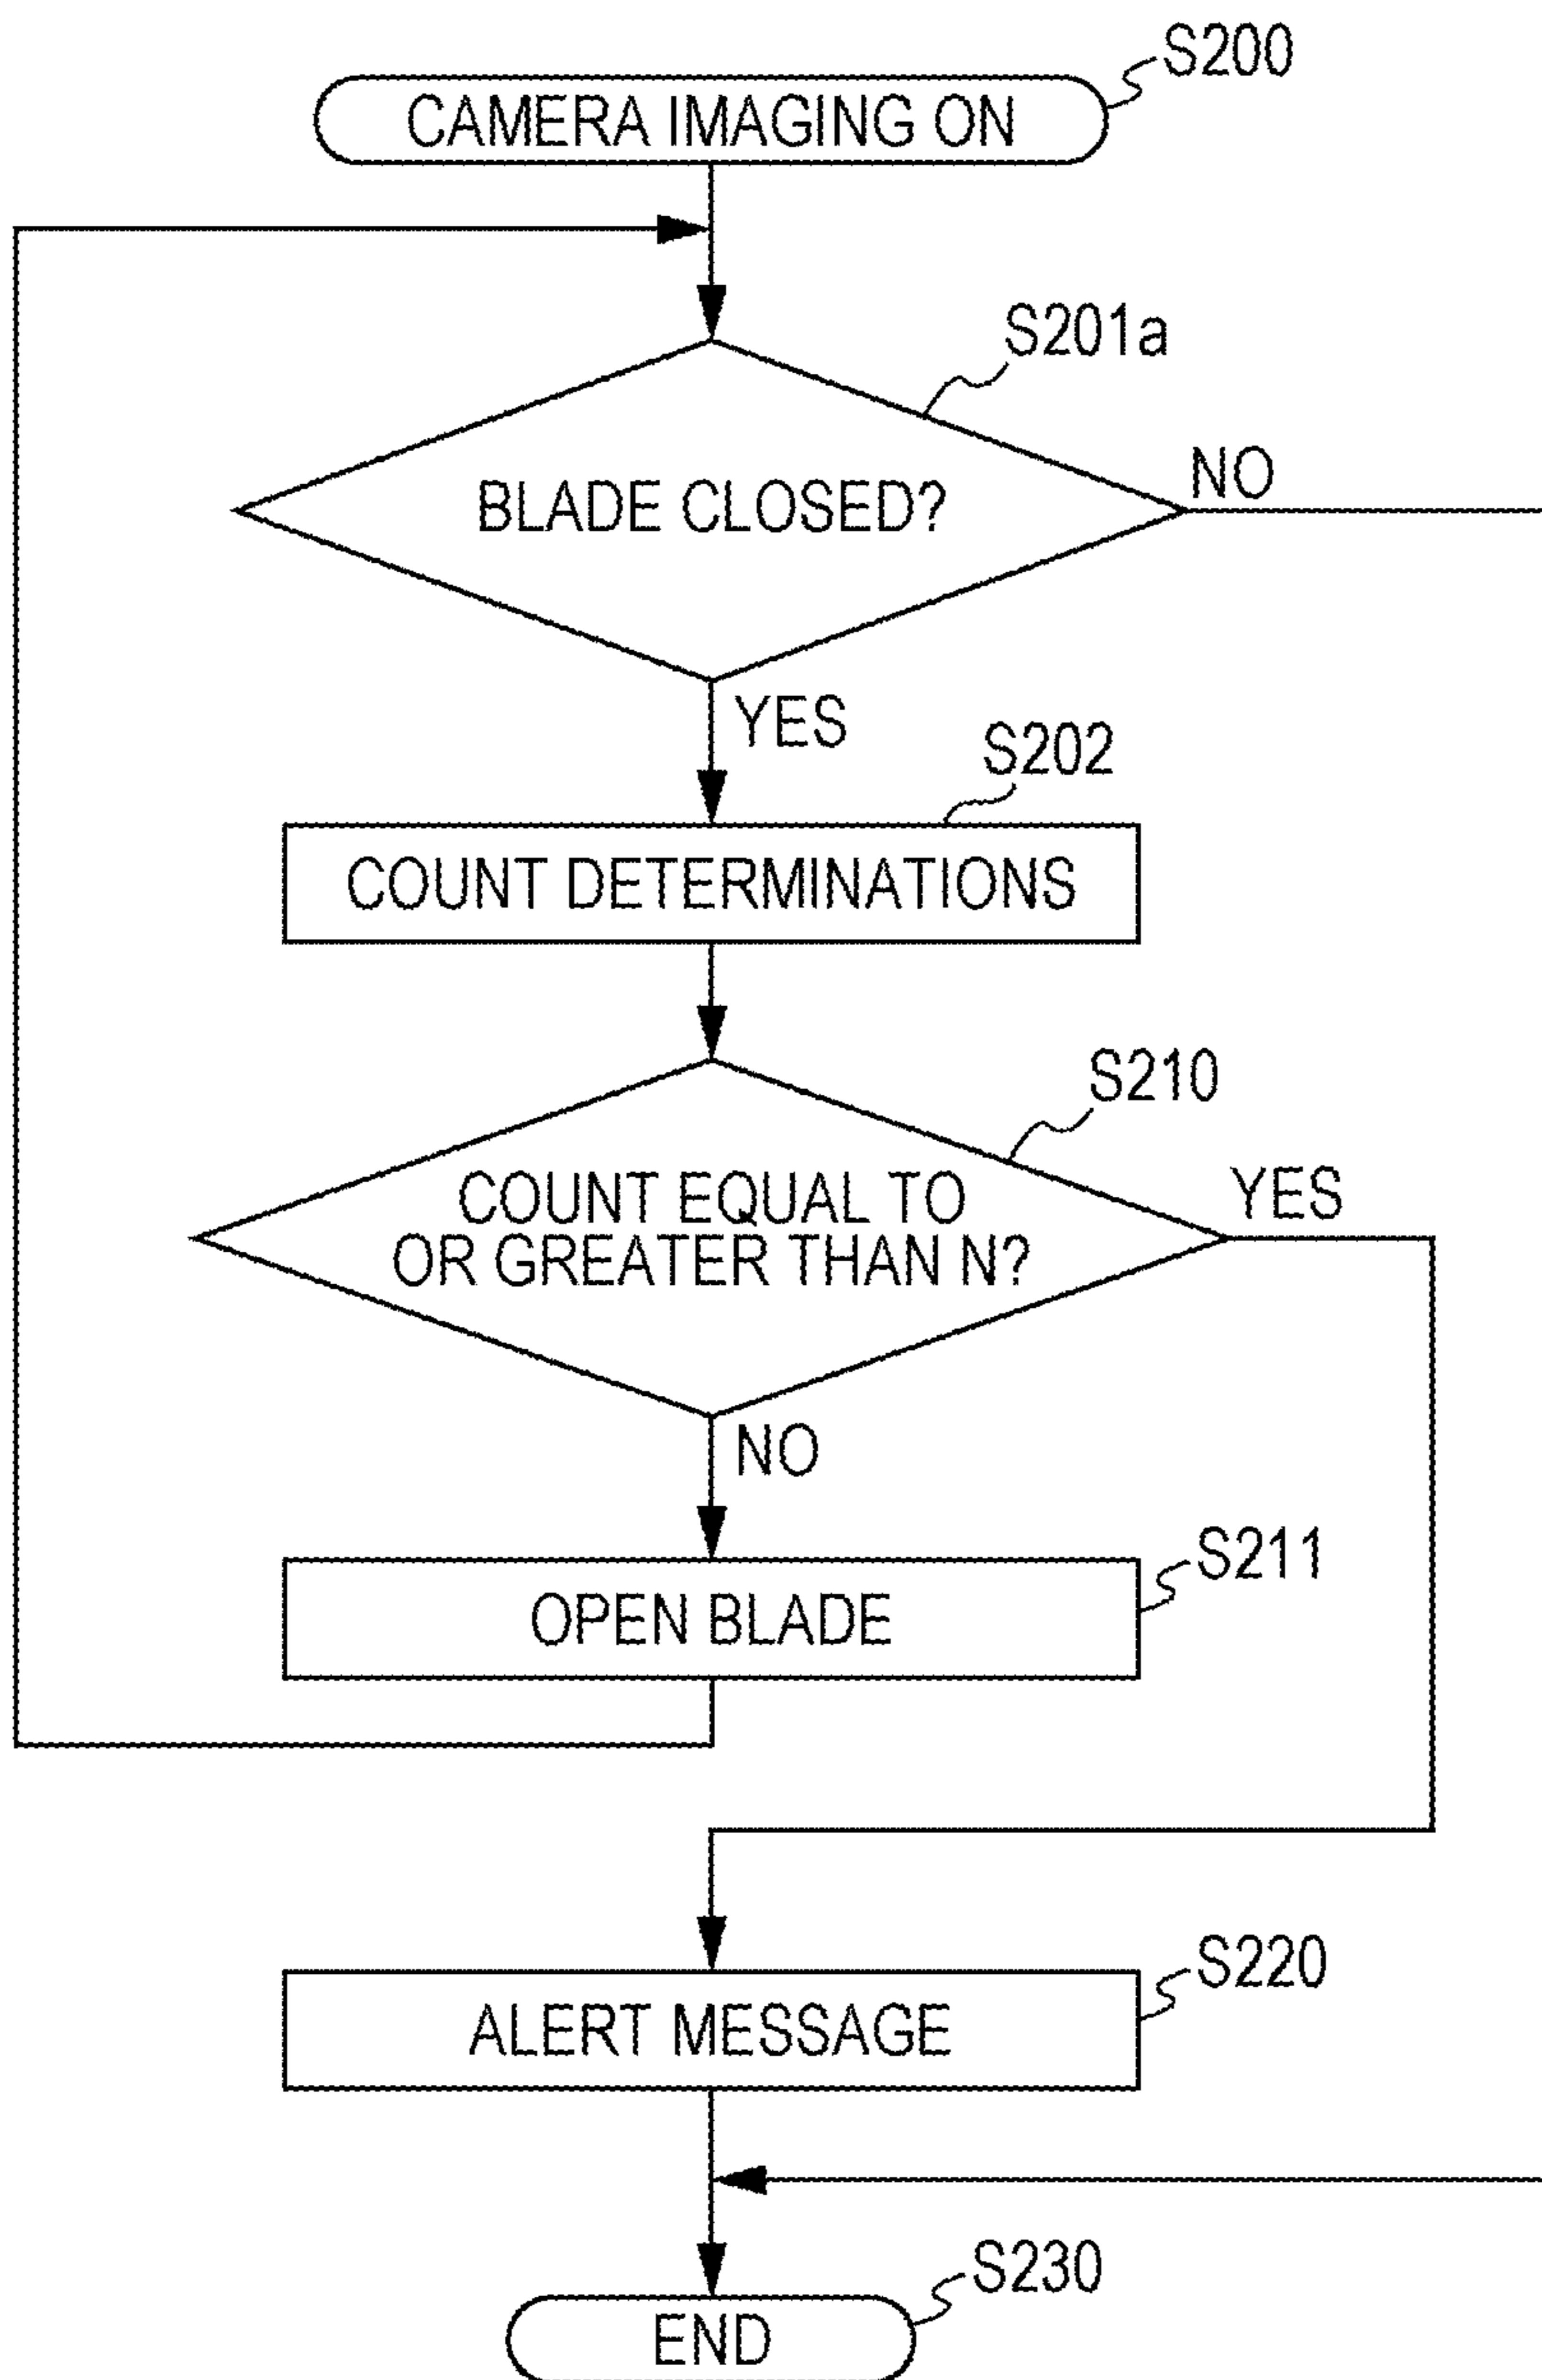 S200
CAMERA IMAGING ON
S201a
BLADE CLOSED?
NO
YES
S202
COUNT DETERMINATIONS
S210
COUNT EQUAL TO
OR GREATER THAN N?
YES
NO
S211
OPEN BLADE
S220
ALERT MESSAGE
S230
END